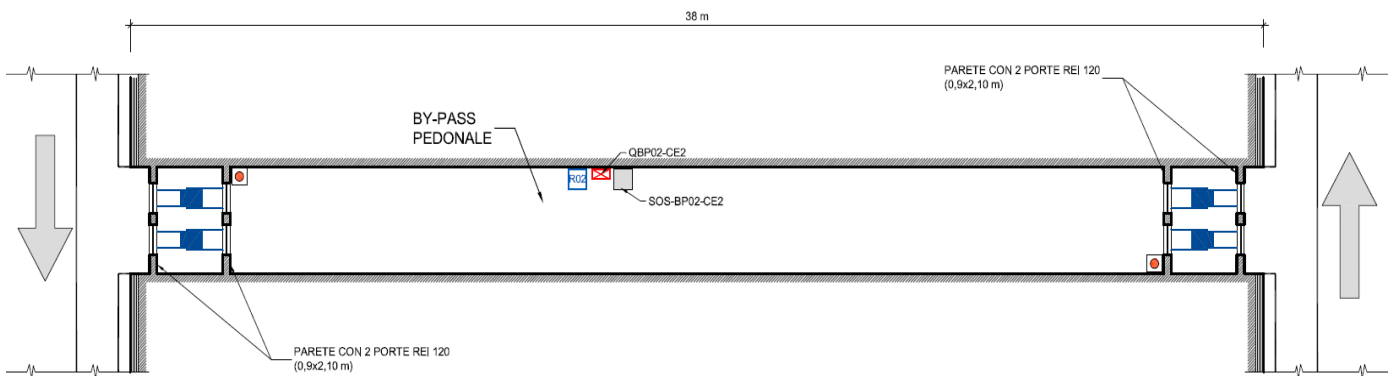 38 m
PARETE CON 2 PORTE REI 120
(0,9x2,10 m)
BY-PASS
PEDONALE
QBP02-CE2
R02
SOS-BP02-CE2
PARETE CON 2 PORTE REI 120
(0,9x2,10 m)